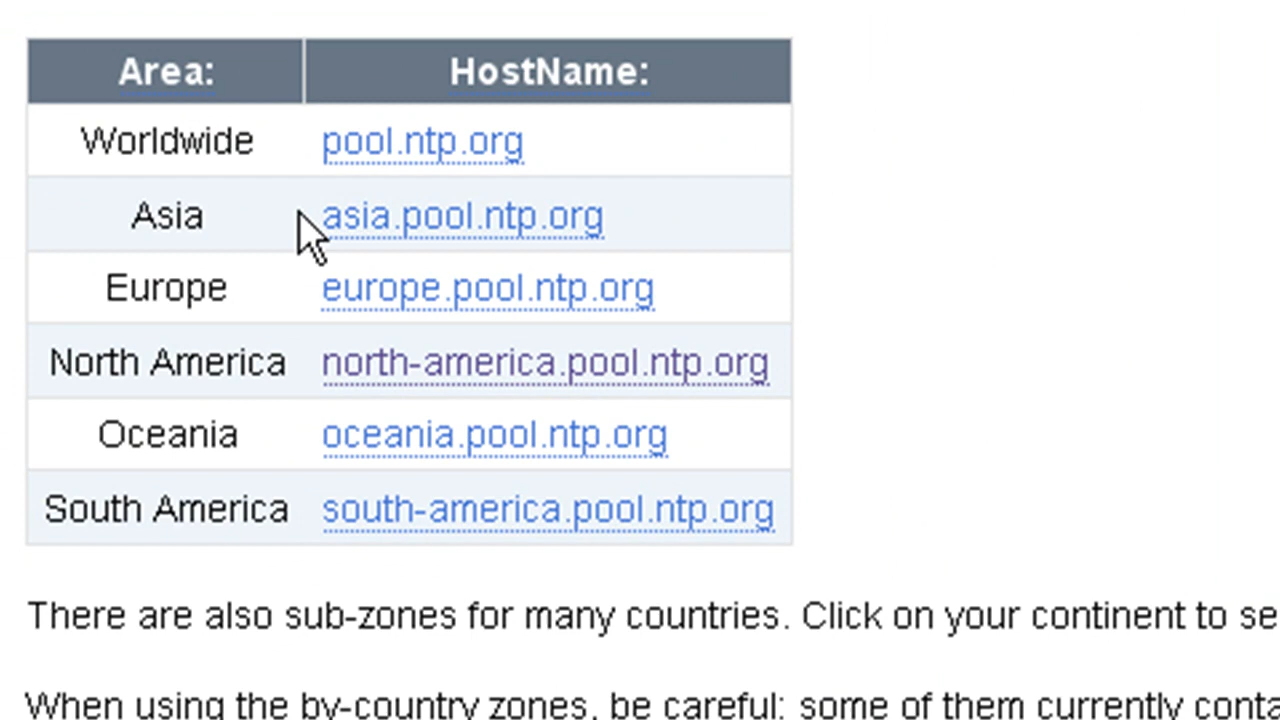 Area: HostName:
Worldwide pool.ntp.org
Asia asia.pool.ntp.org
Europe europe.pool.ntp.org
North America north-america.pool.ntp.org
Oceania oceania.pool.ntp.org
South America south-america.pool.ntp.org
There are also sub-zones for many countries. Click on your continent to se
When using the by-country zones, be careful: some of them currently conta